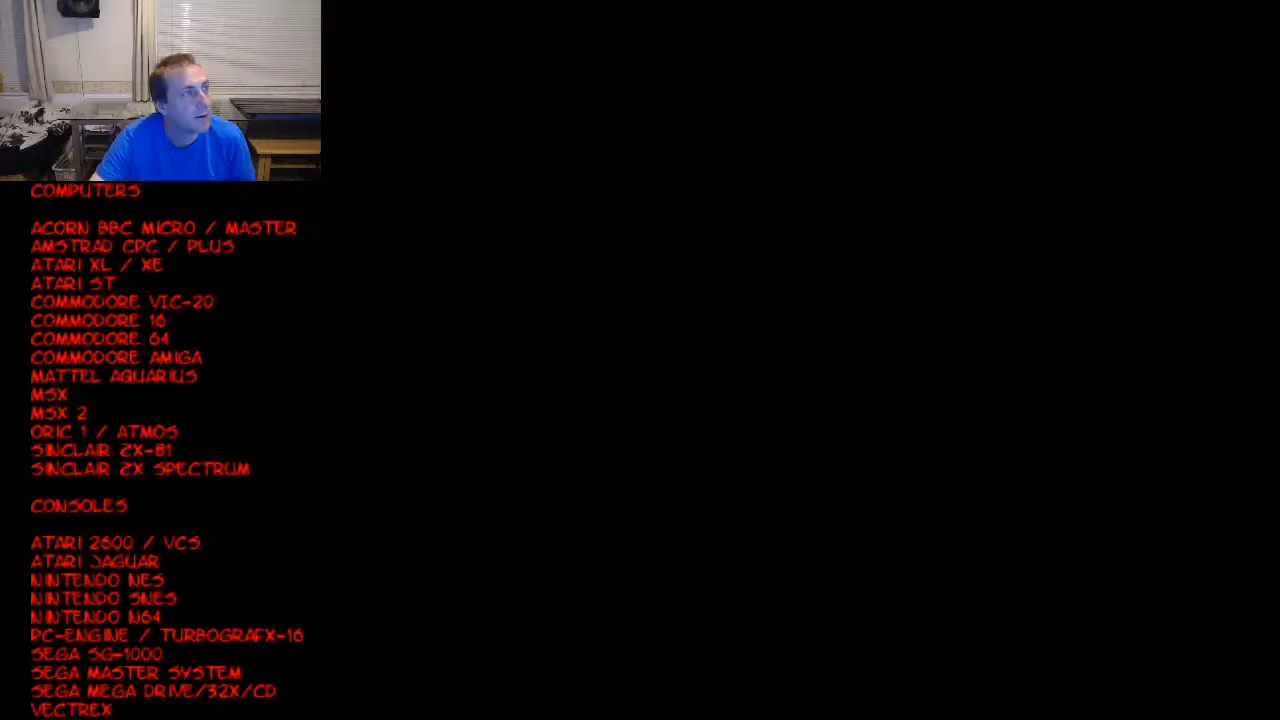 COMPUTERS
ACORN BBC MICRO / MASTER
AMSTRAD CPC / PLUS
ATARI XL / XE
ATARI ST
COMMODORE VIC-20
COMMODORE 16
COMMODORE 64
COMMODORE AMIGA
MATTEL AQUARIUS
MSX
MSX 2
ORIC 1 / ATMOS
SINCLAIR ZX-81
SINCLAIR ZX SPECTRUM
CONSOLES
ATARI 2600 / VCS
ATARI JAGUAR
NINTENDO NES
NINTENDO SNES
NINTENDO N64
PC-ENGINE / TURBOGRAFX-16
SEGA SG-1000
SEGA MASTER SYSTEM
SEGA MEGA DRIVE/32X/CD
VECTREX